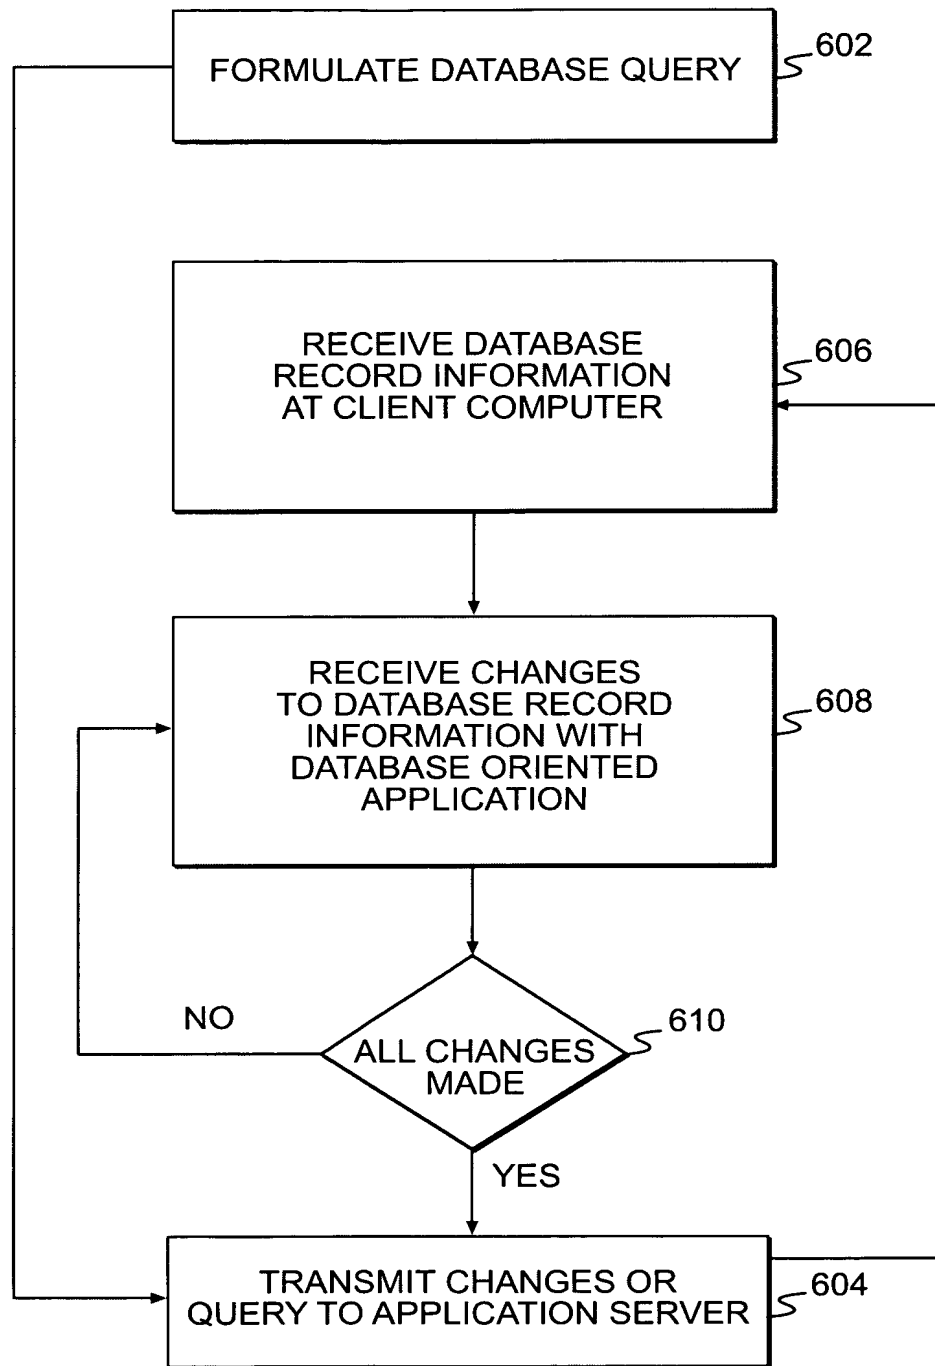 FORMULATE DATABASE QUERY
602
RECEIVE DATABASE
RECORD INFORMATION
AT CLIENT COMPUTER
606
RECEIVE CHANGES
TO DATABASE RECORD
INFORMATION WITH
DATABASE ORIENTED
APPLICATION
608
NO
ALL CHANGES
MADE
610
YES
TRANSMIT CHANGES OR
QUERY TO APPLICATION SERVER
604